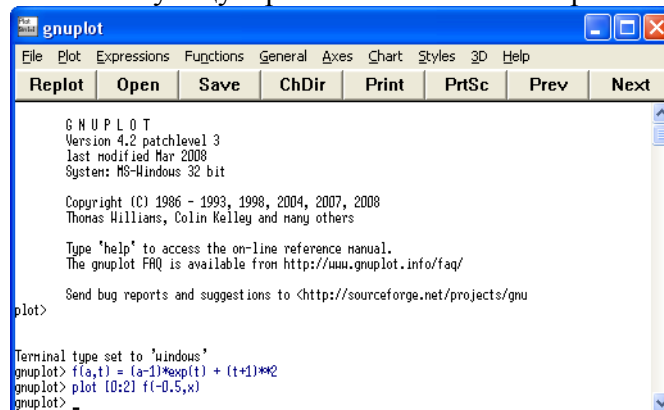 gnuplot
File Plot Expressions Functions General Axes Chart Styles 3D Help
Replot Open Save ChDir Print PrtSc Prev Next
G N U P L O T
Version 4.2 patchlevel 3
last modified Mar 2008
System: MS-Windows 32 bit
Copyright (C) 1986 - 1993, 1998, 2004, 2007, 2008
Thomas Williams, Colin Kelley and many others
Type `help` to access the on-line reference manual.
The gnuplot FAQ is available from http://www.gnuplot.info/faq/
Send bug reports and suggestions to <http://sourceforge.net/projects/gnu
plot>
Terminal type set to 'windows'
gnuplot> f(a,t) = (a-1)*exp(t) + (t+1)**2
gnuplot> plot [0:2] f(-0.5,x)
gnuplot>